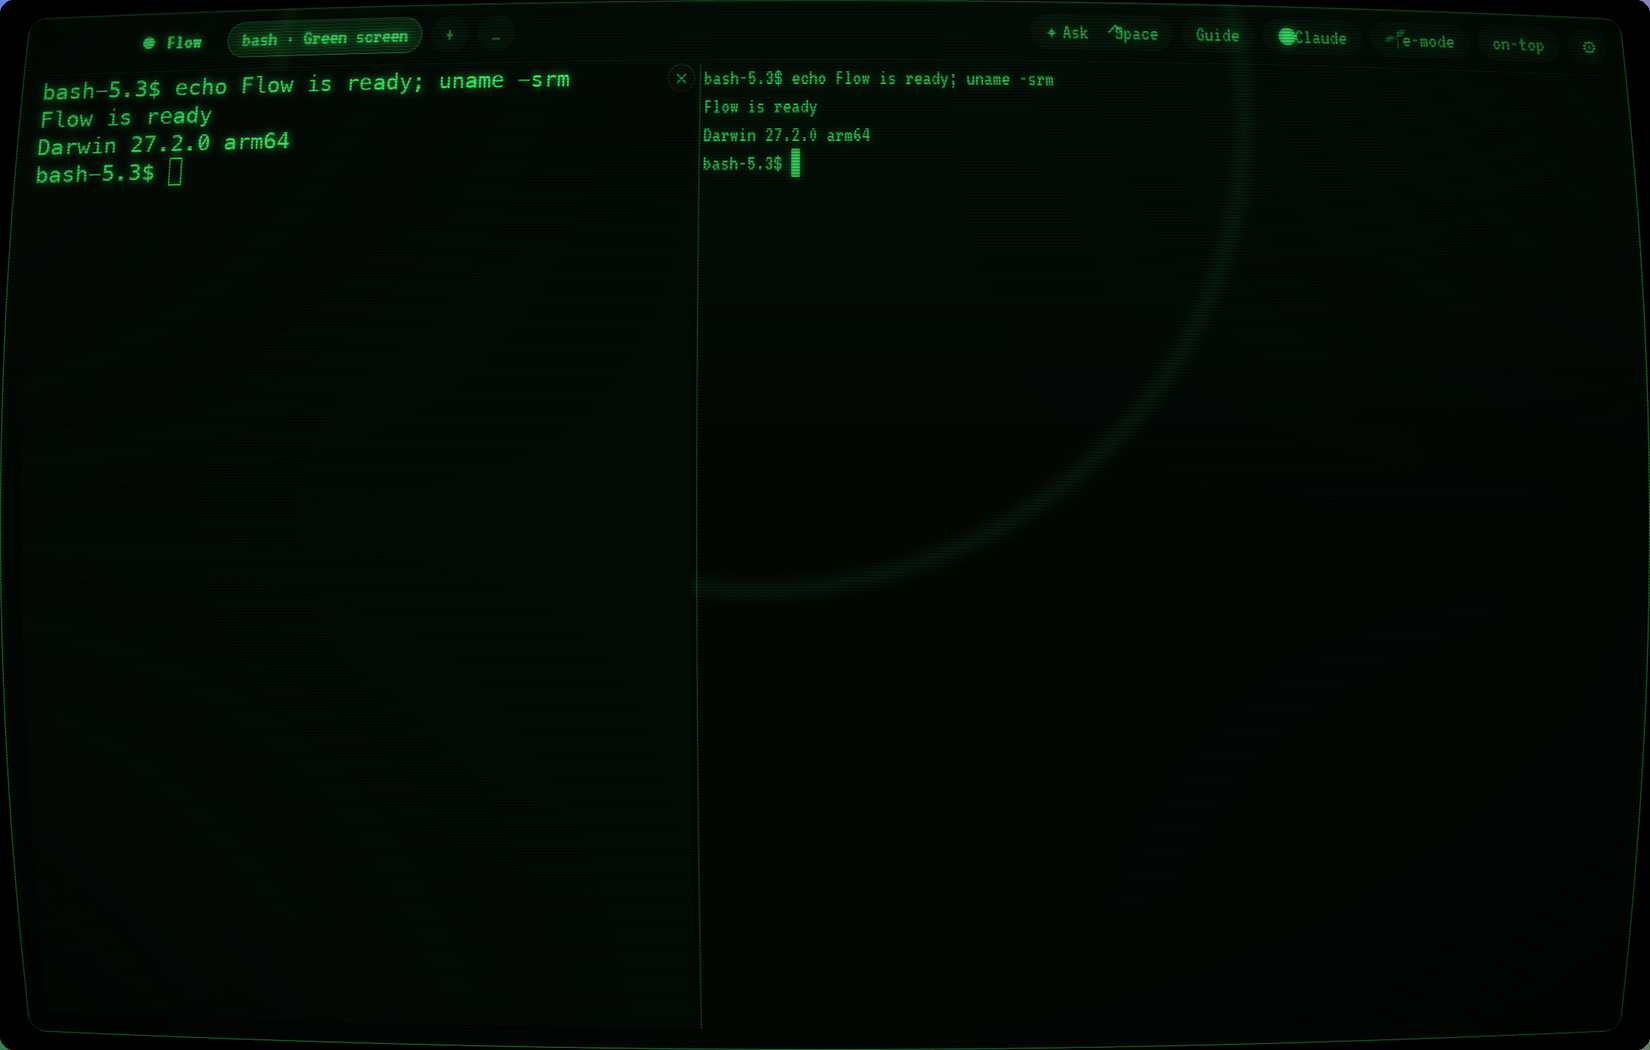 Flow
bash · Green screen
+
…
Ask
Space
Guide
Claude
e-mode
on-top
bash-5.3$ echo Flow is ready; uname -srm
Flow is ready
Darwin 27.2.0 arm64
bash-5.3$
bash-5.3$ echo Flow is ready; uname -srm
Flow is ready
Darwin 27.2.0 arm64
bash-5.3$